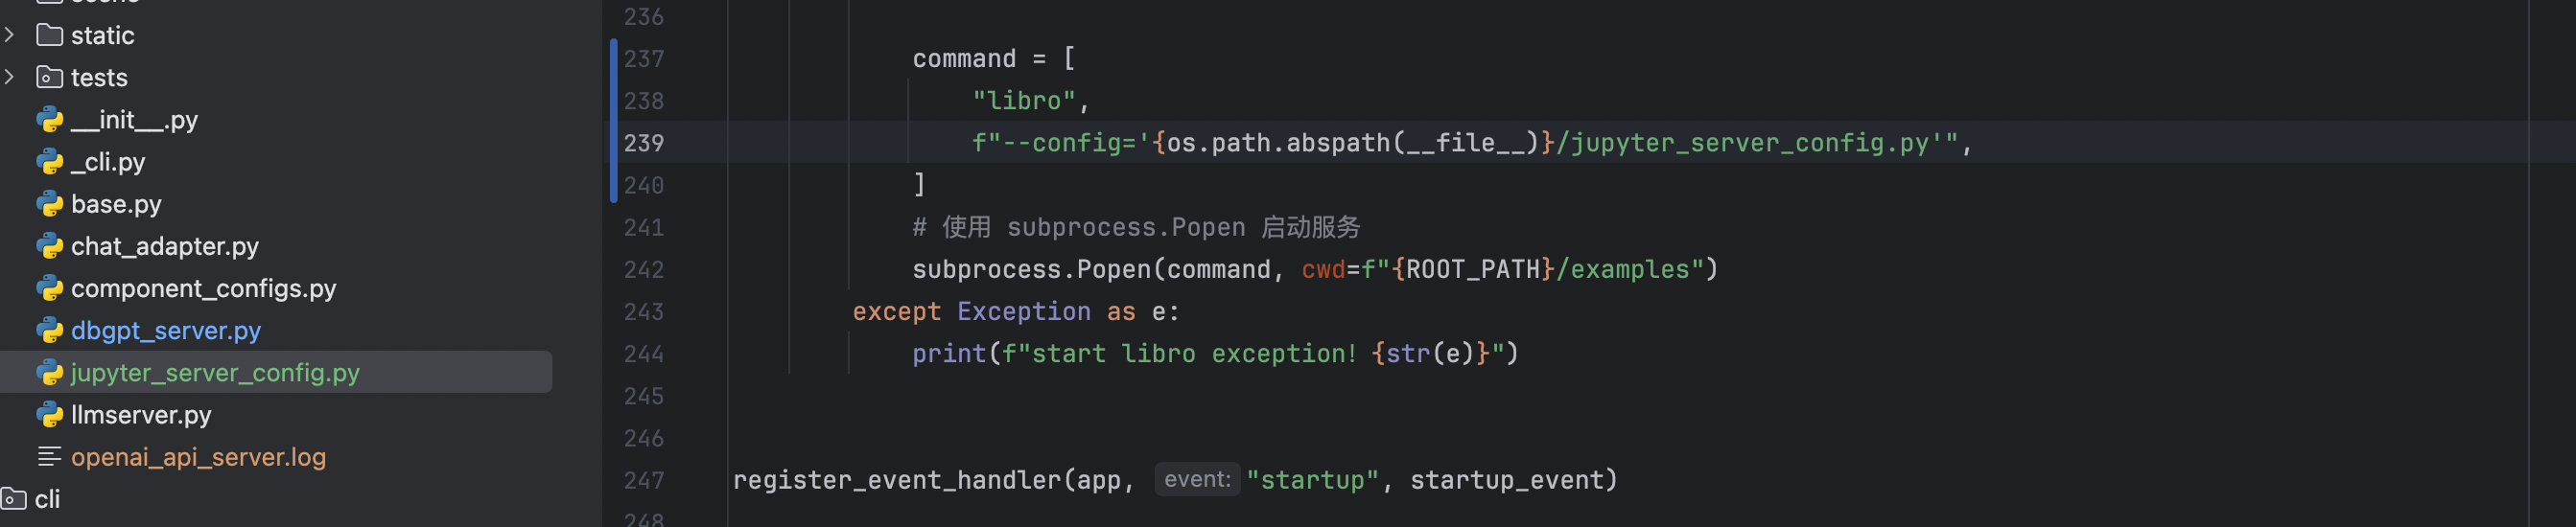 static
tests
__init__.py
_cli.py
base.py
chat_adapter.py
component_configs.py
dbgpt_server.py
jupyter_server_config.py
llmserver.py
openai_api_server.log
cli
236
237 command = [
238 "libro",
239 f"--config='{os.path.abspath(__file__)}/jupyter_server_config.py'",
240 ]
241 # 使用 subprocess.Popen 启动服务
242 subprocess.Popen(command, cwd=f"{ROOT_PATH}/examples")
243 except Exception as e:
244 print(f"start libro exception! {str(e)}")
245
246
247 register_event_handler(app, event: "startup", startup_event)
248